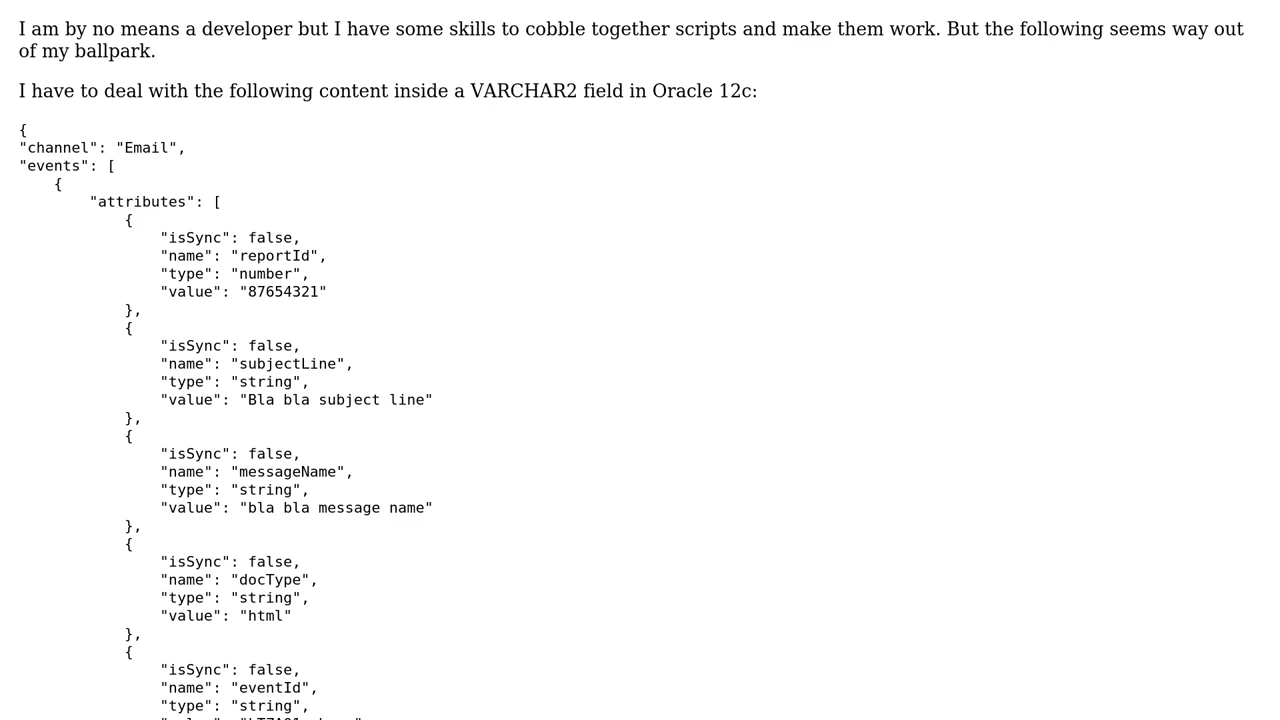 I am by no means a developer but I have some skills to cobble together scripts and make them work. But the following seems way out
of my ballpark.
I have to deal with the following content inside a VARCHAR2 field in Oracle 12c:
{
"channel": "Email",
"events": [
    {
        "attributes": [
            {
                "isSync": false,
                "name": "reportId",
                "type": "number",
                "value": "87654321"
            },
            {
                "isSync": false,
                "name": "subjectLine",
                "type": "string",
                "value": "Bla bla subject line"
            },
            {
                "isSync": false,
                "name": "messageName",
                "type": "string",
                "value": "bla bla message name"
            },
            {
                "isSync": false,
                "name": "docType",
                "type": "string",
                "value": "html"
            },
            {
                "isSync": false,
                "name": "eventId",
                "type": "string",